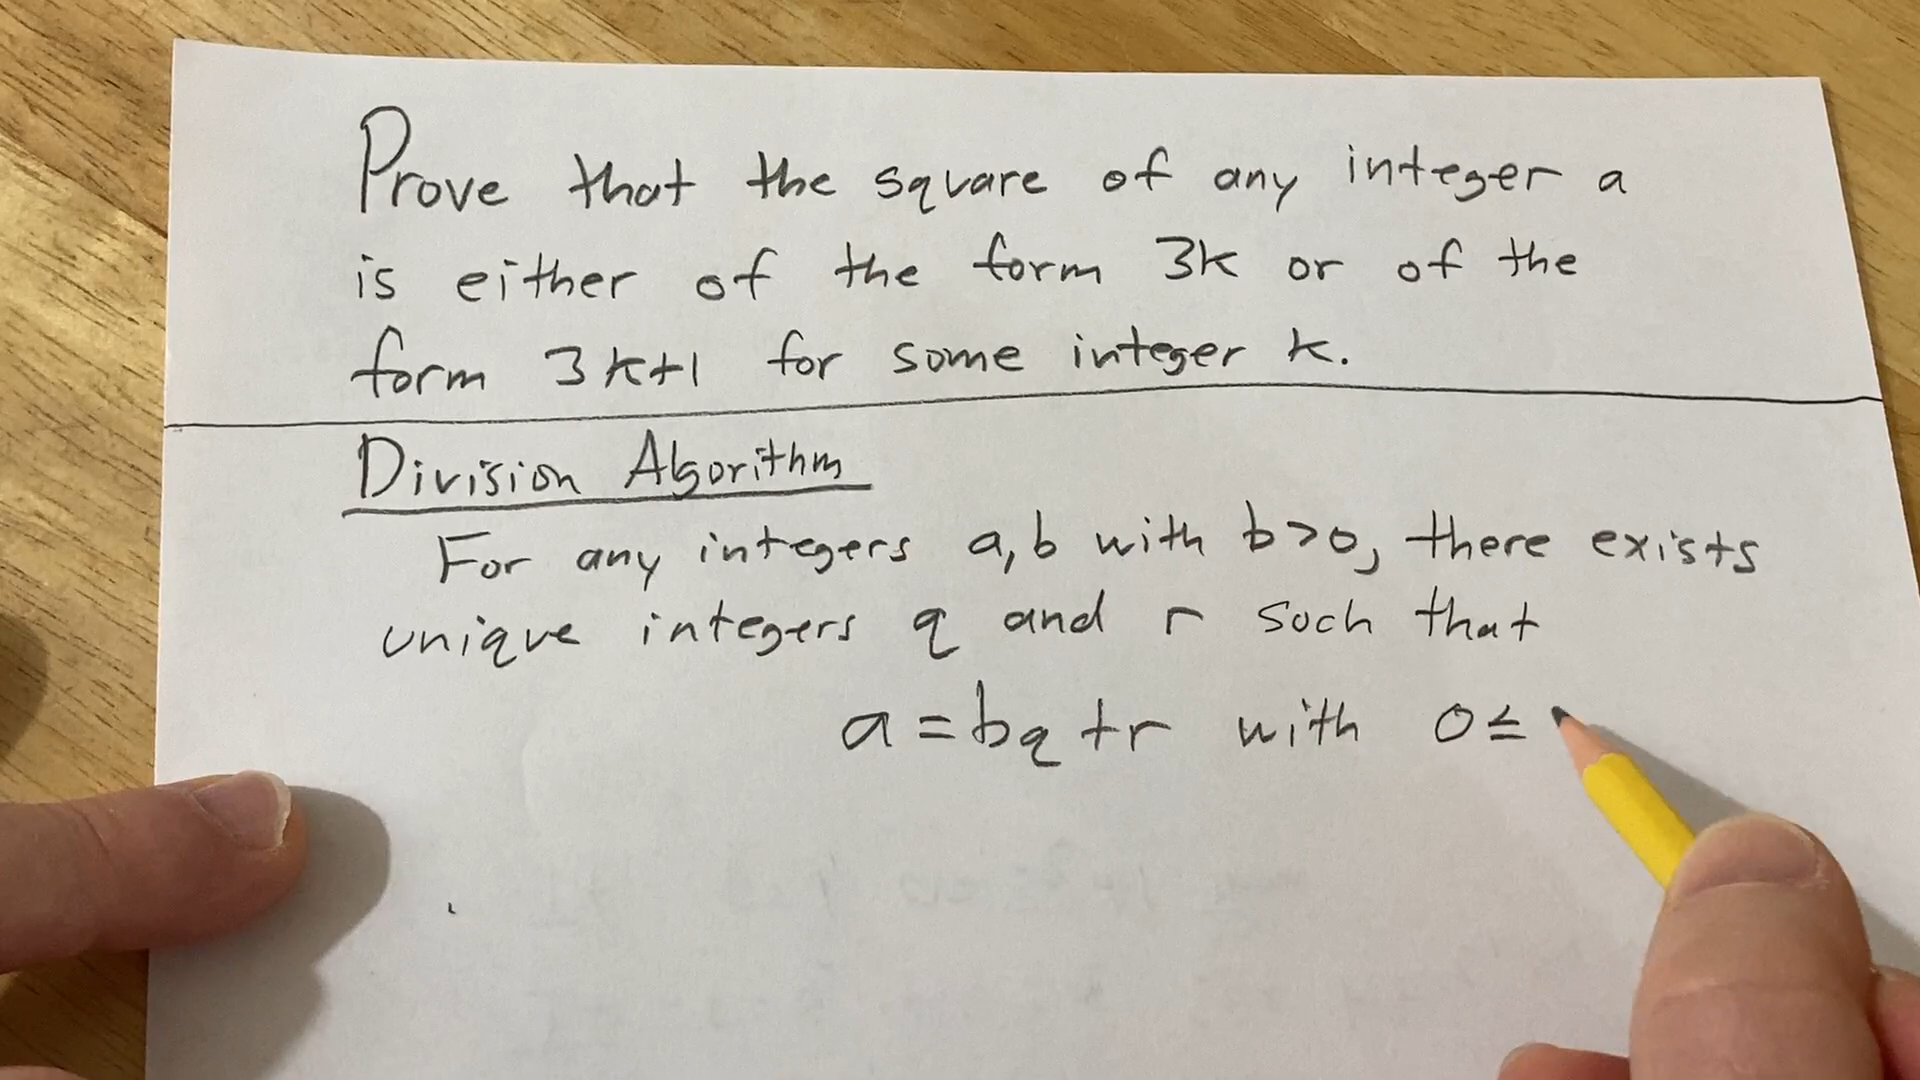 Prove that the square of any integer a
is either of the form 3k or of the
form 3k+1 for some integer k.
Division Algorithm
For any integers a,b with b>0, there exists
unique integers q and r such that
a=bq+r with 0≤